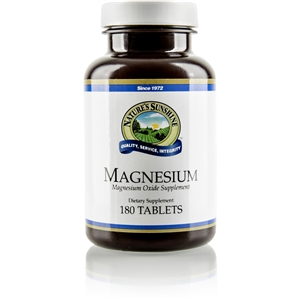 Since 1972
NATURE'S SUNSHINE
QUALITY, SERVICE, INTEGRITY
MAGNESIUM
Magnesium Oxide Supplement
Dietary Supplement
180 TABLETS